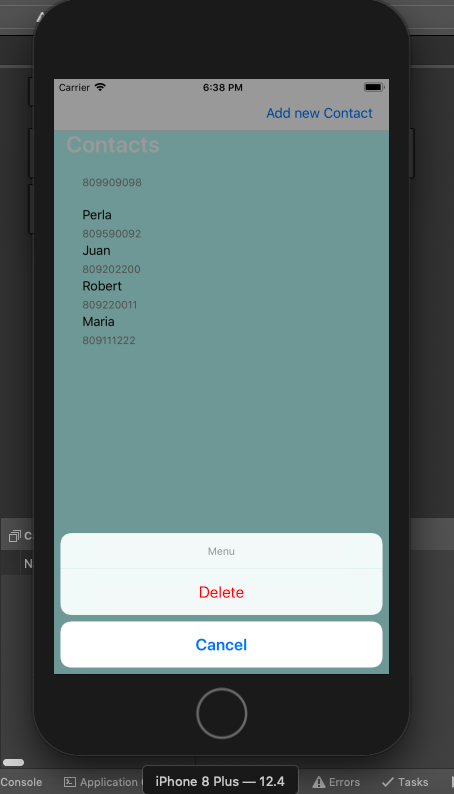 Carrier
6:38 PM
Add new Contact
Contacts
809909098
Perla
809590092
Juan
809202200
Robert
809220011
Maria
809111222
Menu
Delete
Cancel
Console
Application
iPhone 8 Plus — 12.4
Errors
Tasks